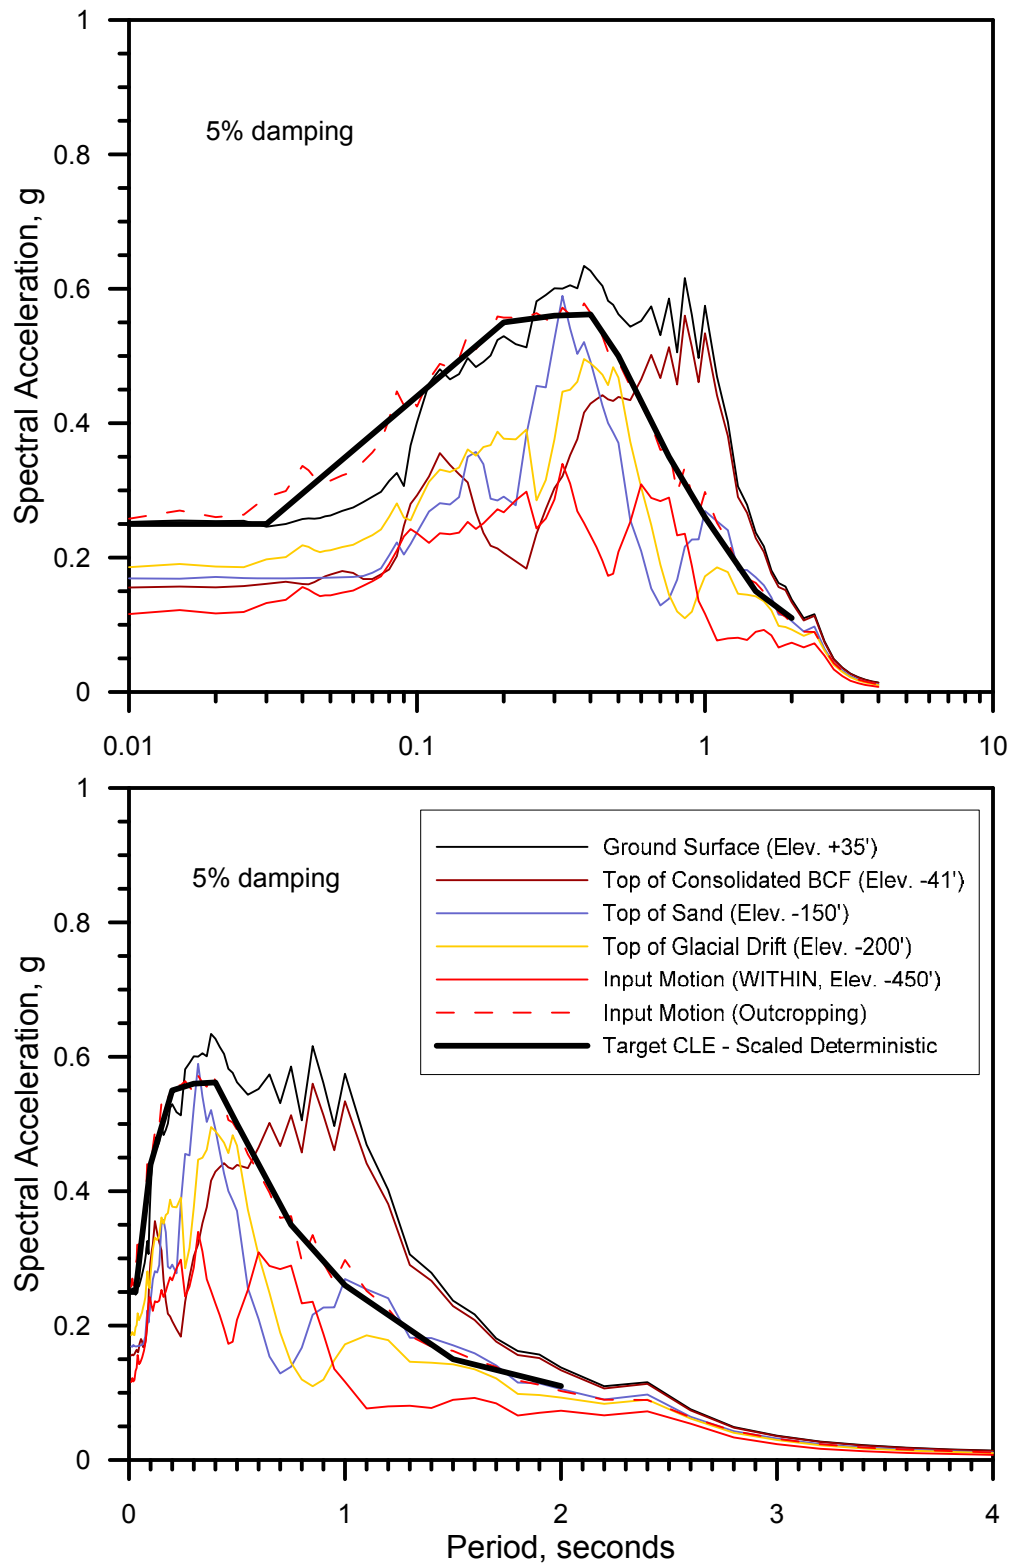 1
0.8
0.6
0.4
0.2
0
Spectral Acceleration, g
5% damping
0.01
0.1
1
10
1
0.8
0.6
0.4
0.2
0
Spectral Acceleration, g
5% damping
Ground Surface (Elev. +35')
Top of Consolidated BCF (Elev. -41')
Top of Sand (Elev. -150')
Top of Glacial Drift (Elev. -200')
Input Motion (WITHIN, Elev. -450')
Input Motion (Outcropping)
Target CLE - Scaled Deterministic
0
1
2
3
4
Period, seconds